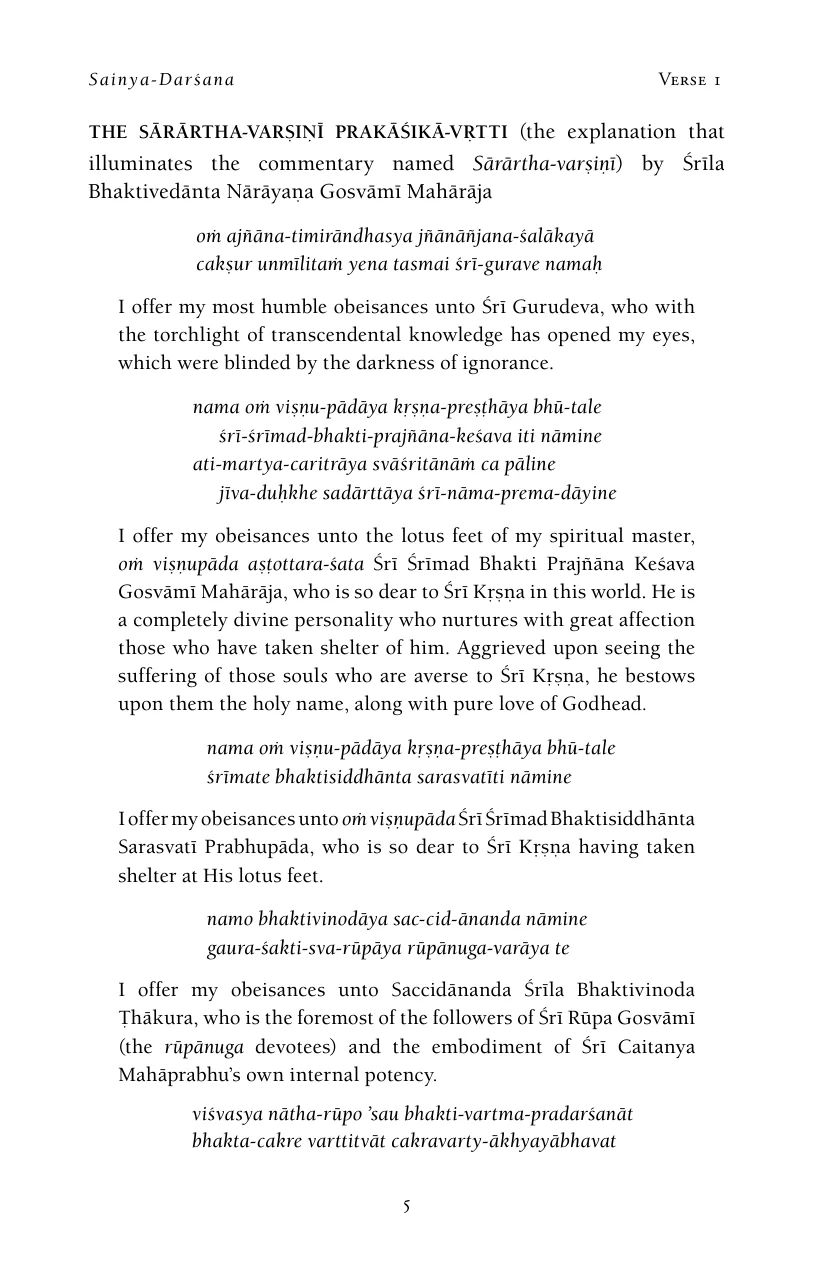 Sainya-Darśana Verse 1
THE SĀRĀRTHA-VARṢIṆĪ PRAKĀŚIKĀ-VṚTTI (the explanation that
illuminates the commentary named Sārārtha-varṣiṇī) by Śrīla
Bhaktivedānta Nārāyaṇa Gosvāmī Mahārāja
oṁ ajñāna-timirāndhasya jñānāñjana-śalākayā
cakṣur unmīlitaṁ yena tasmai śrī-gurave namaḥ
I offer my most humble obeisances unto Śrī Gurudeva, who with
the torchlight of transcendental knowledge has opened my eyes,
which were blinded by the darkness of ignorance.
nama oṁ viṣṇu-pādāya kṛṣṇa-preṣṭhāya bhū-tale
śrī-śrīmad-bhakti-prajñāna-keśava iti nāmine
ati-martya-caritrāya svāśritānāṁ ca pāline
jīva-duḥkhe sadārttāya śrī-nāma-prema-dāyine
I offer my obeisances unto the lotus feet of my spiritual master,
oṁ viṣṇupāda aṣṭottara-śata Śrī Śrīmad Bhakti Prajñāna Keśava
Gosvāmī Mahārāja, who is so dear to Śrī Kṛṣṇa in this world. He is
a completely divine personality who nurtures with great affection
those who have taken shelter of him. Aggrieved upon seeing the
suffering of those souls who are averse to Śrī Kṛṣṇa, he bestows
upon them the holy name, along with pure love of Godhead.
nama oṁ viṣṇu-pādāya kṛṣṇa-preṣṭhāya bhū-tale
śrīmate bhaktisiddhānta sarasvatīti nāmine
I offer my obeisances unto oṁ viṣṇupāda Śrī Śrīmad Bhaktisiddhānta
Sarasvatī Prabhupāda, who is so dear to Śrī Kṛṣṇa having taken
shelter at His lotus feet.
namo bhaktivinodāya sac-cid-ānanda nāmine
gaura-śakti-sva-rūpāya rūpānuga-varāya te
I offer my obeisances unto Saccidānanda Śrīla Bhaktivinoda
Ṭhākura, who is the foremost of the followers of Śrī Rūpa Gosvāmī
(the rūpānuga devotees) and the embodiment of Śrī Caitanya
Mahāprabhu's own internal potency.
viśvasya nātha-rūpo 'sau bhakti-vartma-pradarśanāt
bhakta-cakre varttitvāt cakravarty-ākhyayābhavat
5